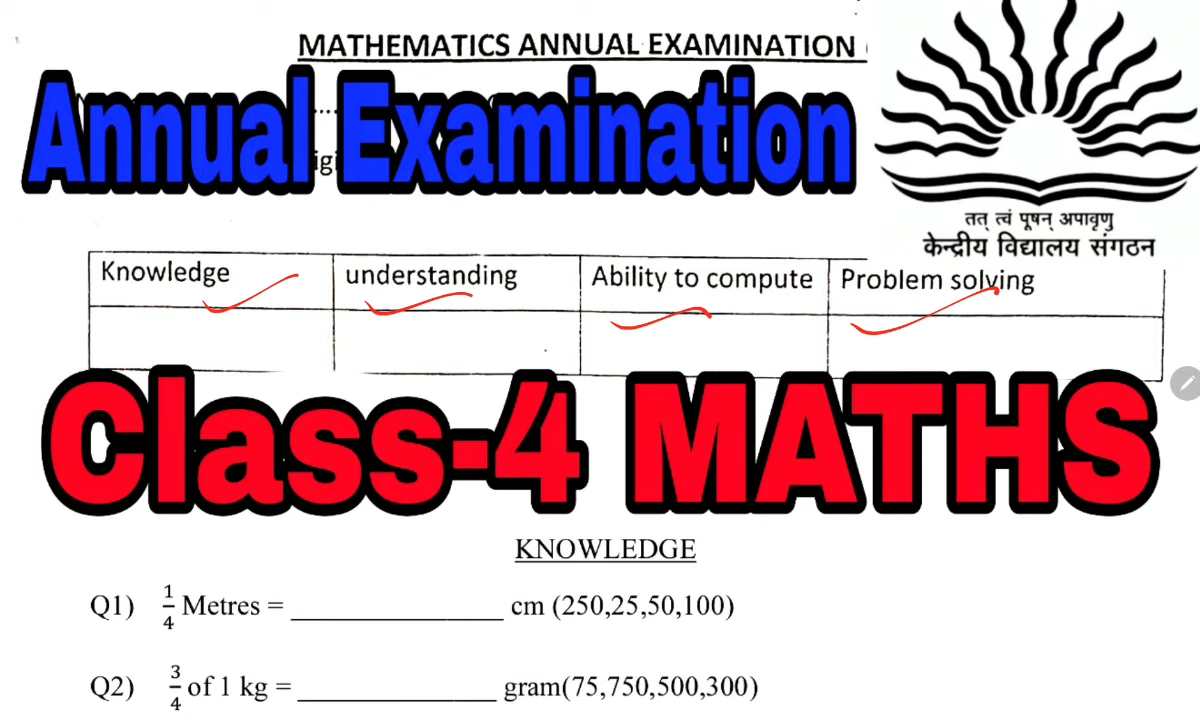 MATHEMATICS ANNUAL EXAMINATION
Annual Examination
तत् त्वं पूषन् अपावृणु
केन्द्रीय विद्यालय संगठन
Knowledge understanding Ability to compute Problem solving
Class-4 MATHS
KNOWLEDGE
Q1) 1/4 Metres = ______________ cm (250,25,50,100)
Q2) 3/4 of 1 kg = ______________ gram(75,750,500,300)